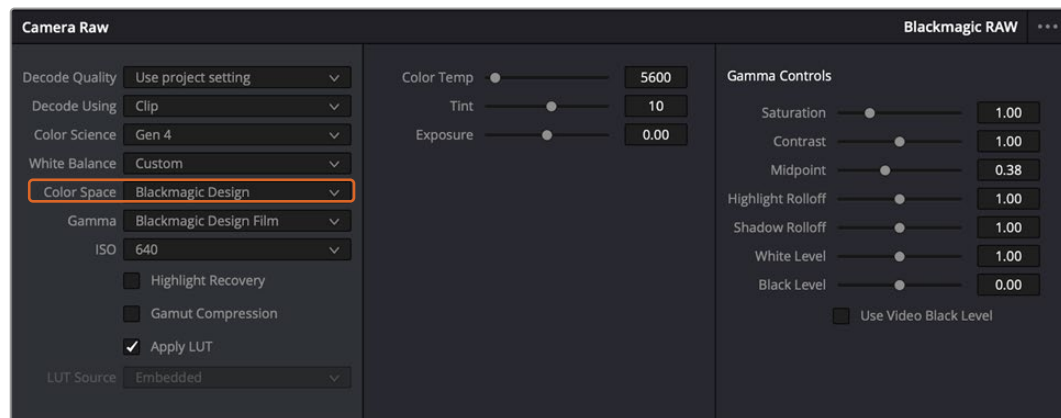 Camera Raw
Blackmagic RAW
Decode Quality Use project setting
Decode Using Clip
Color Science Gen 4
White Balance Custom
Color Space Blackmagic Design
Gamma Blackmagic Design Film
ISO 640
Highlight Recovery
Gamut Compression
Apply LUT
LUT Source Embedded
Color Temp 5600
Tint 10
Exposure 0.00
Gamma Controls
Saturation 1.00
Contrast 1.00
Midpoint 0.38
Highlight Rolloff 1.00
Shadow Rolloff 1.00
White Level 1.00
Black Level 0.00
Use Video Black Level